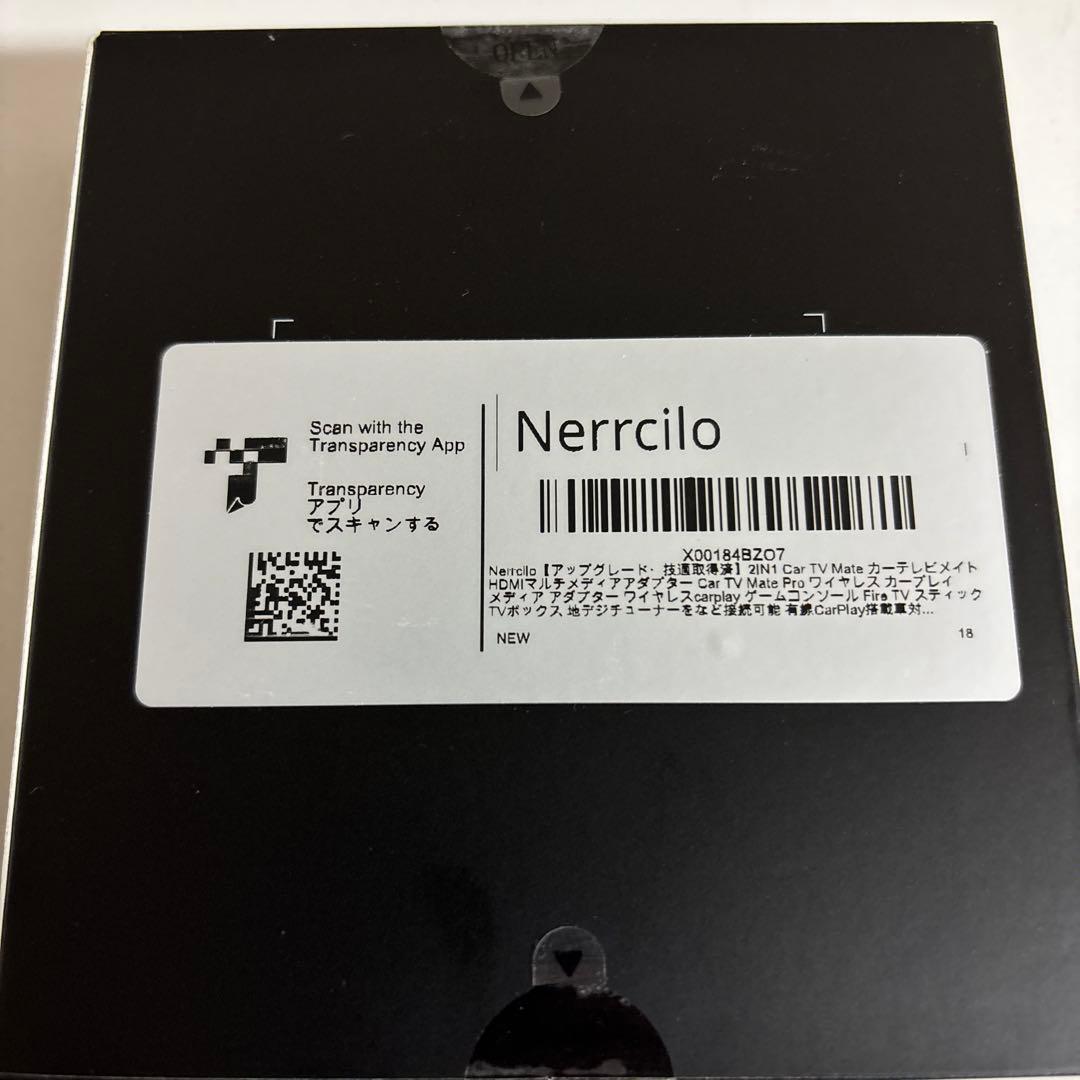 OPEN
Scan with the
Transparency App
Transparency
アプリ
でスキャンする
Nerrcilo
X00184BZO7
Nerrcilo【アップグレード・技適取得済】2IN1 Car TV Mate カーテレビメイト
HDMIマルチメディアアダプター Car TV Mate Pro ワイヤレス カープレイ
メディア アダプター ワイヤレスcarplay ゲームコンソール Fire TV スティック
TVボックス 地デジチューナーをなど接続可能 有線CarPlay搭載車対...
NEW
18